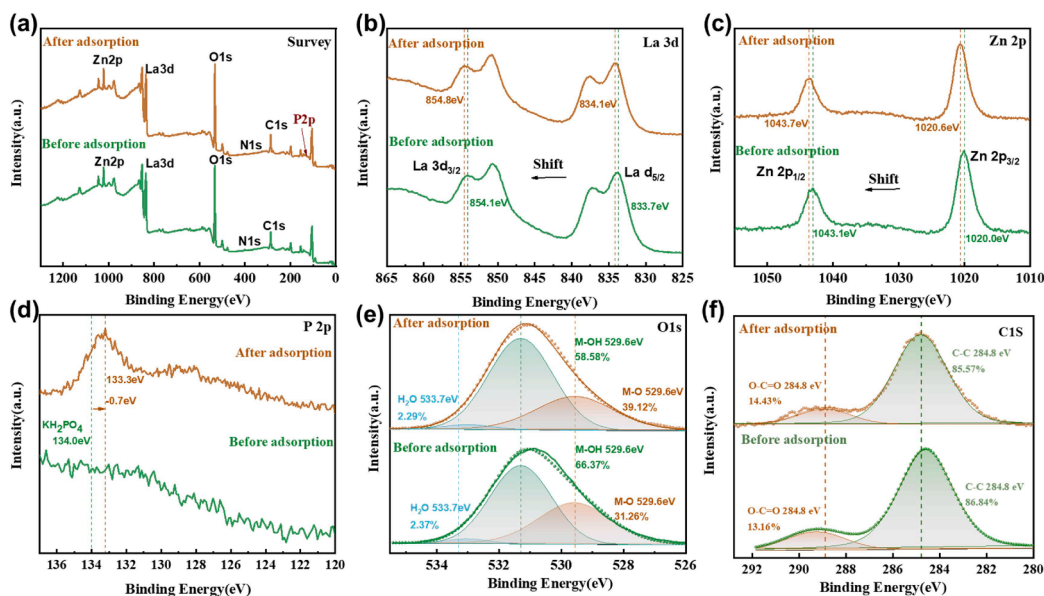 (a)
After adsorption
Survey
O1s
Zn2p
La3d
P2p
C1s
N1s
Before adsorption
O1s
Zn2p
La3d
C1s
N1s
Intensity(a.u.)
1200 1000 800 600 400 200 0
Binding Energy(eV)
(b)
After adsorption
La 3d
854.8eV
834.1eV
Before adsorption
La 3d3/2
Shift
La d5/2
854.1eV
833.7eV
Intensity(a.u.)
865 860 855 850 845 840 835 830 825
Binding Energy(eV)
(c)
Zn 2p
After adsorption
1043.7eV
1020.6eV
Before adsorption
Zn 2p1/2
Shift
Zn 2p3/2
1043.1eV
1020.0eV
Intensity(a.u.)
1050 1040 1030 1020 1010
Binding Energy(eV)
(d)
P 2p
After adsorption
133.3eV
-0.7eV
KH2PO4
134.0eV
Before adsorption
Intensity(a.u.)
136 134 132 130 128 126 124 122 120
Binding Energy(eV)
(e)
After adsorption
O1s
M-OH 529.6eV
58.58%
H2O 533.7eV
2.29%
M-O 529.6eV
39.12%
Before adsorption
M-OH 529.6eV
66.37%
H2O 533.7eV
2.37%
M-O 529.6eV
31.26%
Intensity(a.u.)
531 530 529 528 526
Binding Energy(eV)
(f)
After adsorption
C1S
C-C 284.8 eV
85.57%
O-C=O 284.8 eV
14.43%
Before adsorption
C-C 284.8 eV
86.84%
O-C=O 284.8 eV
13.16%
Intensity(a.u.)
292 290 288 286 284 282 280
Binding Energy(eV)